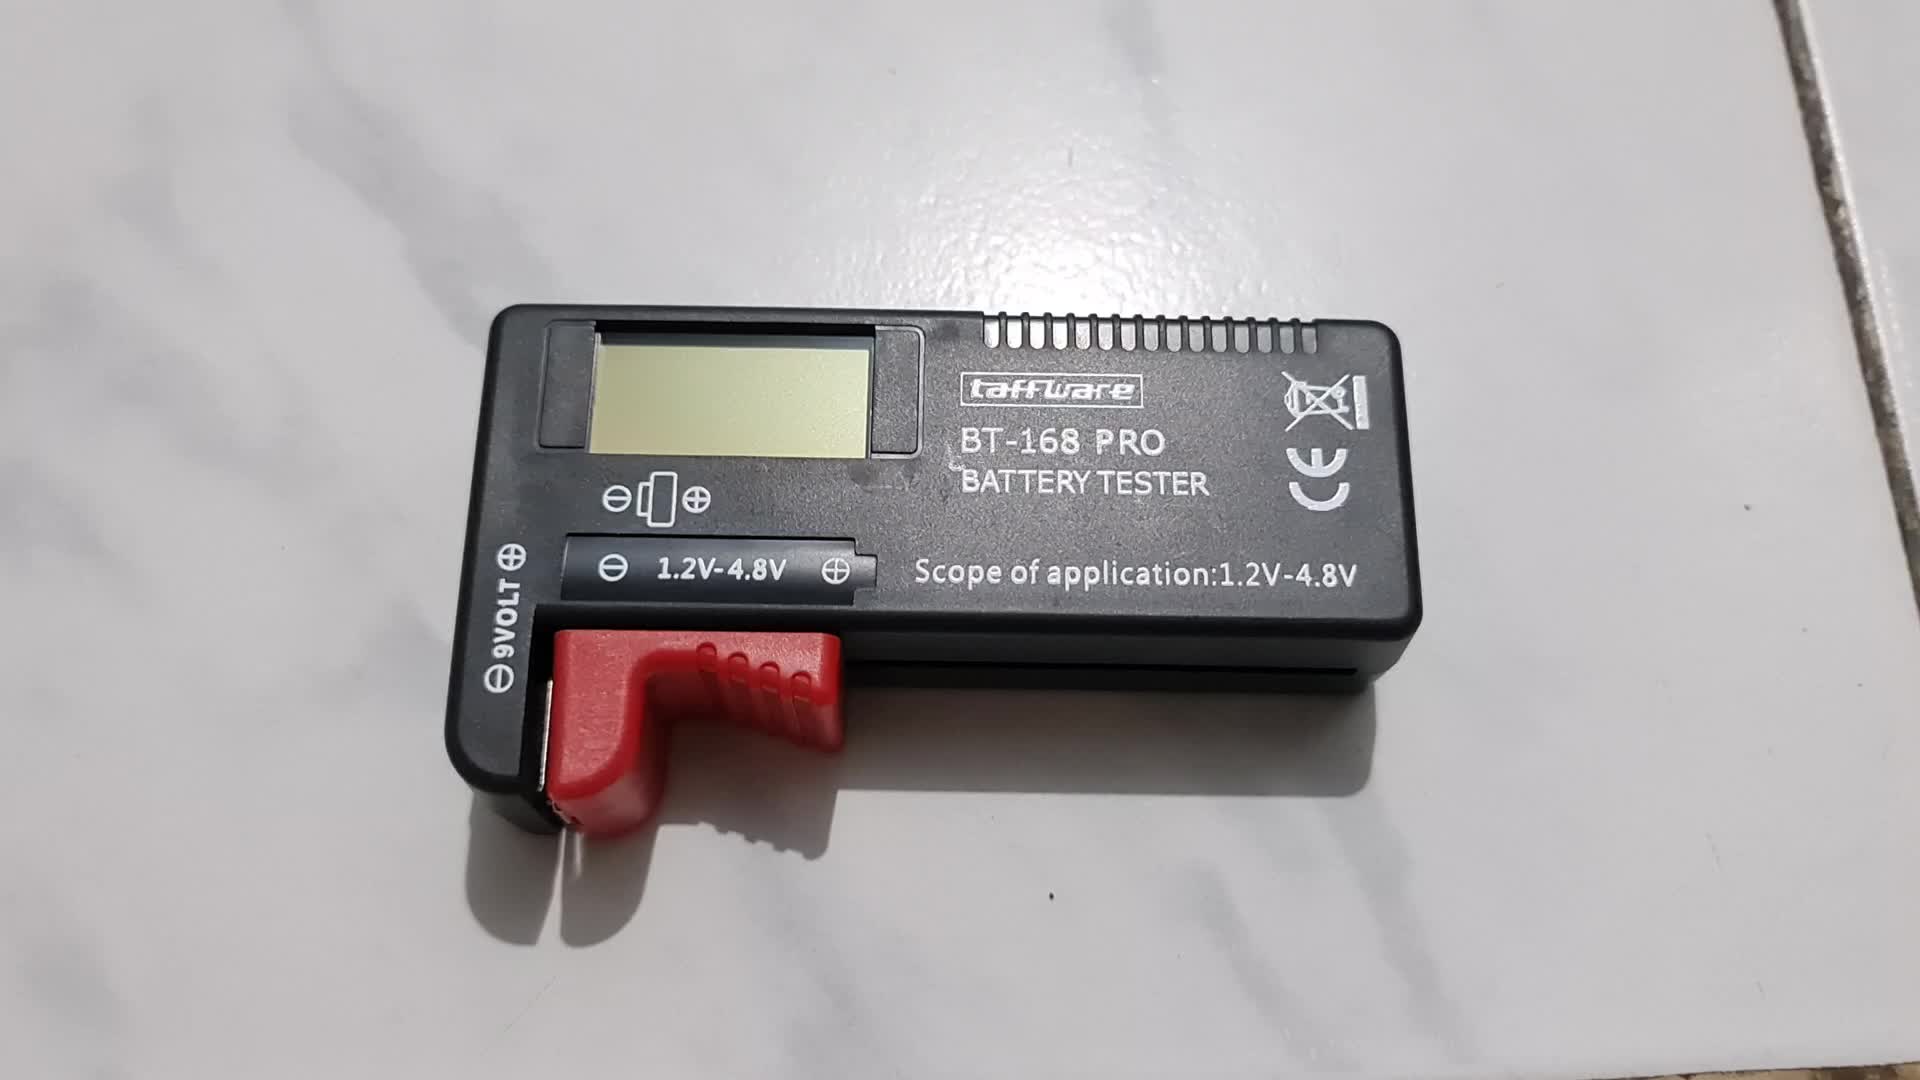 taffware
BT-168 PRO
BATTERY TESTER
⊖ ⊕
⊖ 1.2V-4.8V ⊕
Scope of application:1.2V-4.8V
⊖ 9VOLT ⊕
CE